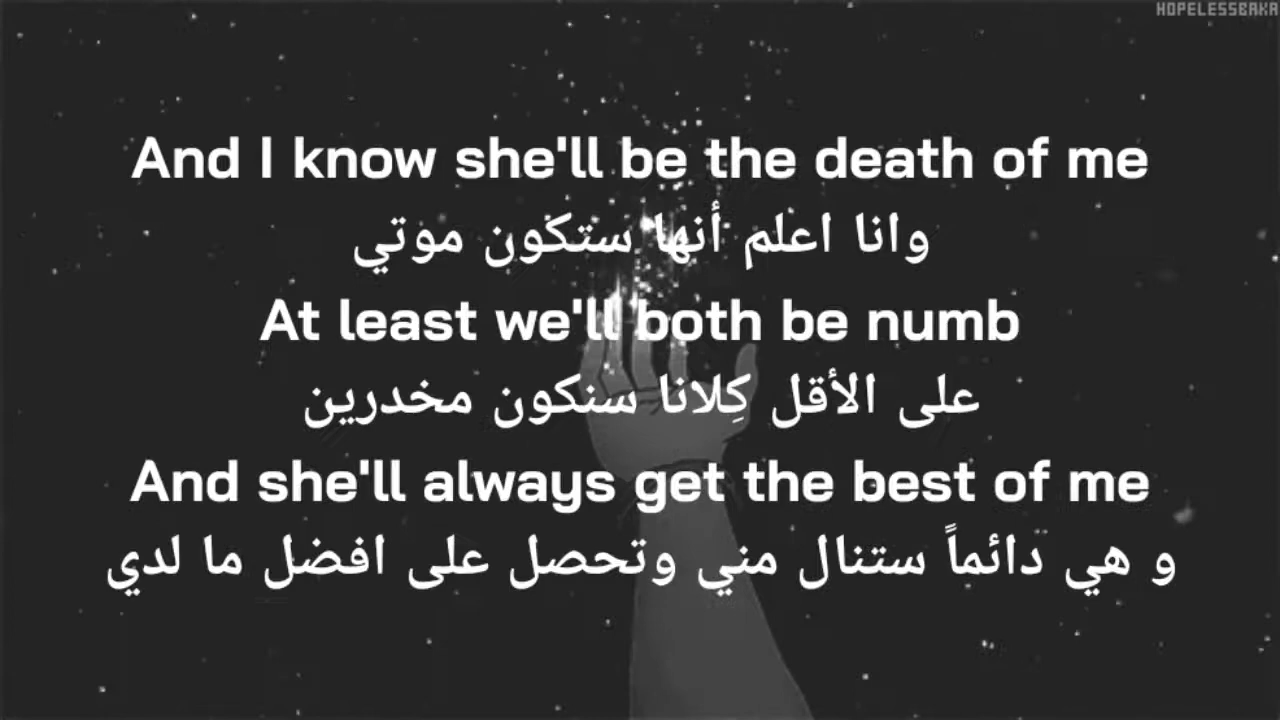 HOPELESSBAKA
And I know she'll be the death of me
وانا اعلم أنها ستكون موتي
At least we'll both be numb
على الأقل كِلانا سنكون مخدرين
And she'll always get the best of me
و هي دائماً ستنال مني وتحصل على افضل ما لدي